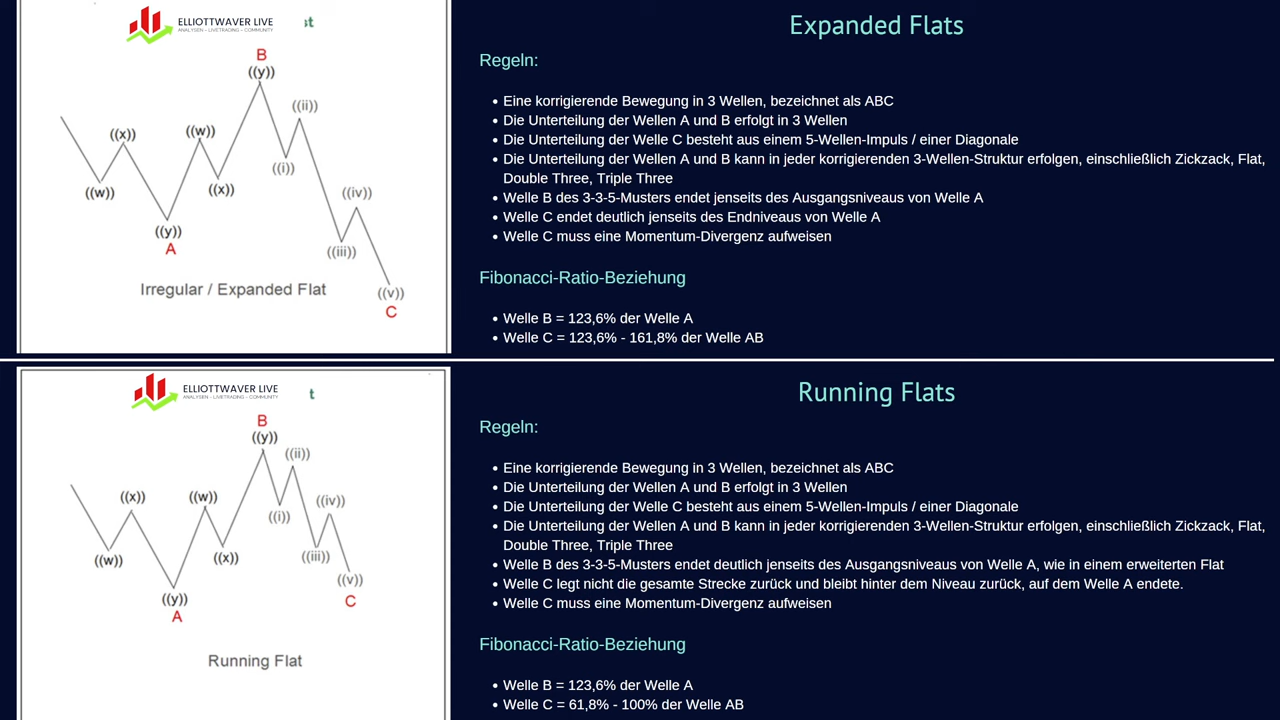 ELLIOTTWAVER LIVE
ANALYSEN – LIVETRADING – COMMUNITY
st
B
((y))
((ii))
((x))
((w))
((i))
((w))
((x))
((iv))
((y))
A
((iii))
Irregular / Expanded Flat
((v))
C
Expanded Flats
Regeln:
• Eine korrigierende Bewegung in 3 Wellen, bezeichnet als ABC
• Die Unterteilung der Wellen A und B erfolgt in 3 Wellen
• Die Unterteilung der Welle C besteht aus einem 5-Wellen-Impuls / einer Diagonale
• Die Unterteilung der Wellen A und B kann in jeder korrigierenden 3-Wellen-Struktur erfolgen, einschließlich Zickzack, Flat,
Double Three, Triple Three
• Welle B des 3-3-5-Musters endet jenseits des Ausgangsniveaus von Welle A
• Welle C endet deutlich jenseits des Endniveaus von Welle A
• Welle C muss eine Momentum-Divergenz aufweisen
Fibonacci-Ratio-Beziehung
• Welle B = 123,6% der Welle A
• Welle C = 123,6% - 161,8% der Welle AB
ELLIOTTWAVER LIVE
ANALYSEN – LIVETRADING – COMMUNITY
t
B
((y))
((ii))
((x))
((w))
((iv))
((i))
((w))
((x))
((iii))
((v))
((y))
C
A
Running Flat
Running Flats
Regeln:
• Eine korrigierende Bewegung in 3 Wellen, bezeichnet als ABC
• Die Unterteilung der Wellen A und B erfolgt in 3 Wellen
• Die Unterteilung der Welle C besteht aus einem 5-Wellen-Impuls / einer Diagonale
• Die Unterteilung der Wellen A und B kann in jeder korrigierenden 3-Wellen-Struktur erfolgen, einschließlich Zickzack, Flat,
Double Three, Triple Three
• Welle B des 3-3-5-Musters endet deutlich jenseits des Ausgangsniveaus von Welle A, wie in einem erweiterten Flat
• Welle C legt nicht die gesamte Strecke zurück und bleibt hinter dem Niveau zurück, auf dem Welle A endete.
• Welle C muss eine Momentum-Divergenz aufweisen
Fibonacci-Ratio-Beziehung
• Welle B = 123,6% der Welle A
• Welle C = 61,8% - 100% der Welle AB